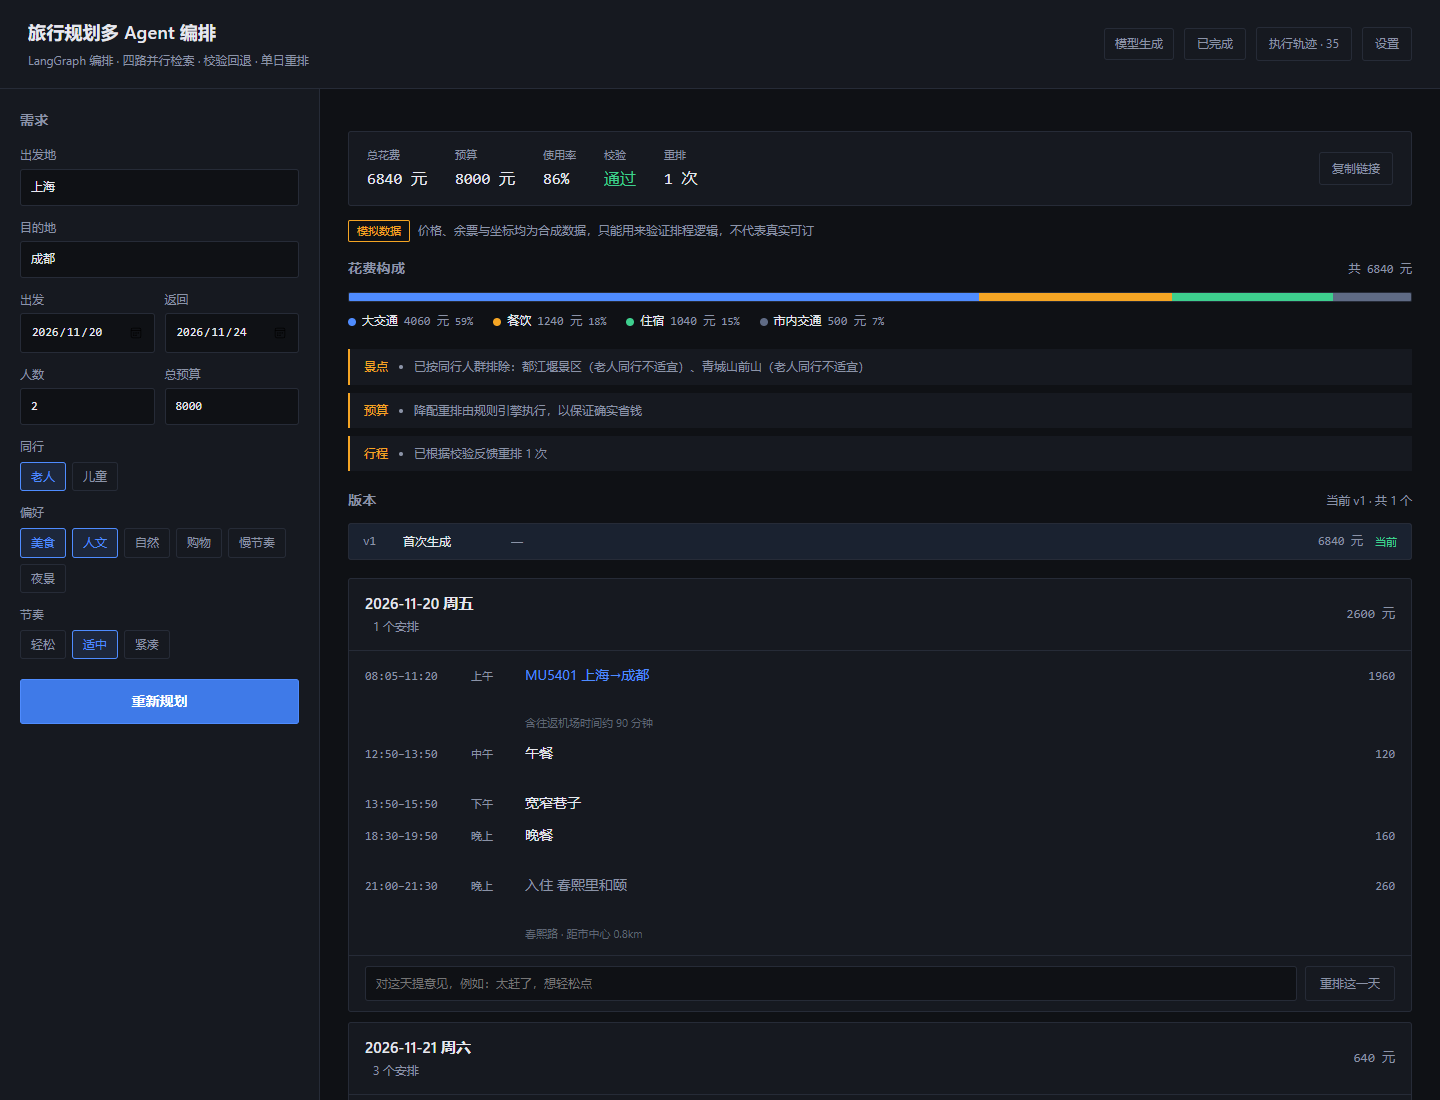 旅行规划多 Agent 编排
LangGraph 编排 · 四路并行检索 · 校验回退 · 单日重排
模型生成
已完成
执行轨迹 · 35
设置
需求
出发地
上海
目的地
成都
出发
返回
2026/11/20
2026/11/24
人数
总预算
2
8000
同行
老人
儿童
偏好
美食
人文
自然
购物
慢节奏
夜景
节奏
轻松
适中
紧凑
重新规划
总花费
6840 元
预算
8000 元
使用率
86%
校验
通过
重排
1 次
复制链接
模拟数据
价格、余票与坐标均为合成数据，只能用来验证排程逻辑，不代表真实可订
花费构成
共 6840 元
大交通 4060 元 59%
餐饮 1240 元 18%
住宿 1040 元 15%
市内交通 500 元 7%
景点 • 已按同行人群排除：都江堰景区（老人同行不适宜）、青城山前山（老人同行不适宜）
预算 • 降配重排由规则引擎执行，以保证确实省钱
行程 • 已根据校验反馈重排 1 次
版本
当前 v1 · 共 1 个
v1 首次生成 — 6840 元 当前
2026-11-20 周五
1 个安排
2600 元
08:05–11:20 上午 MU5401 上海→成都 1960
含往返机场时间约 90 分钟
12:50–13:50 中午 午餐 120
13:50–15:50 下午 宽窄巷子
18:30–19:50 晚上 晚餐 160
21:00–21:30 晚上 入住 春熙里和颐 260
春熙路 · 距市中心 0.8km
对这天提意见，例如：太赶了，想轻松点
重排这一天
2026-11-21 周六
3 个安排
640 元